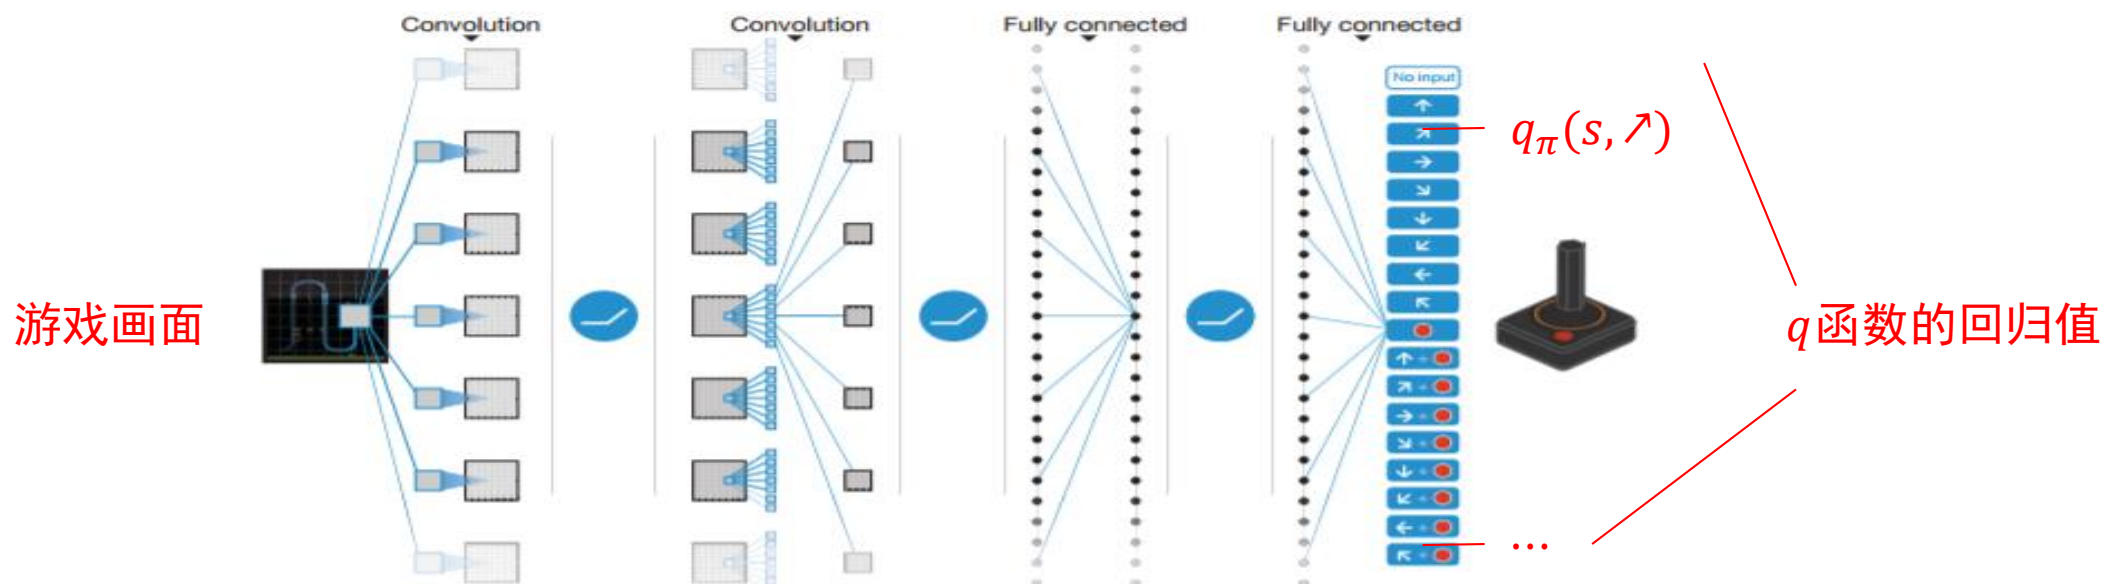 Convolution
Convolution
Fully connected
Fully connected
No input
↑
↗
→
↘
↓
↙
←
↖
↑ +
↗ +
→ +
↘ +
↓ +
↙ +
← +
↖ +
游戏画面
qπ(s,↗)
q函数的回归值
...